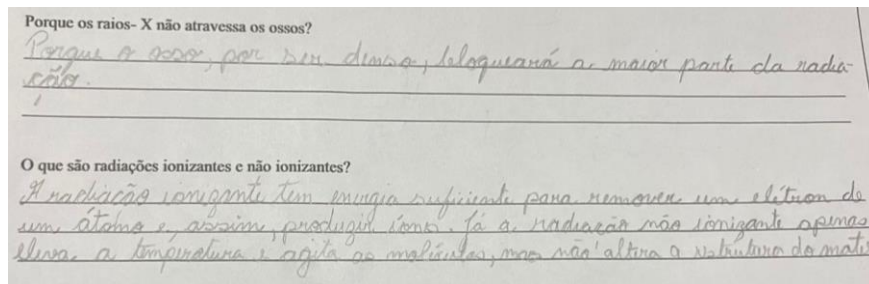 Porque os raios- X não atravessa os ossos?
Porque o osso, por ser denso, bloqueará a maior parte da radia-
ção.
O que são radiações ionizantes e não ionizantes?
A radiação ionizante tem energia suficiente para remover um elétron de
um átomo e, assim, produzir íons. Já a radiação não ionizante apenas
eleva a temperatura e agita as moléculas, mas não altera a estrutura do mate